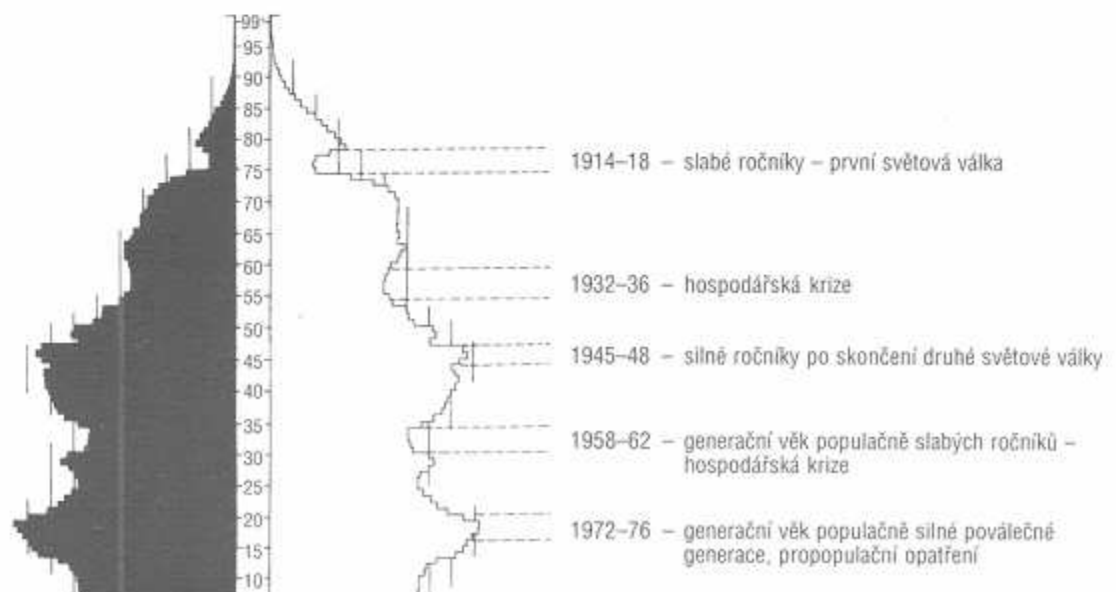 99
95
90
85
80
75
70
65
60
55
50
45
40
35
30
25
20
15
10
1914–18 – slabé ročníky – první světová válka
1932–36 – hospodářská krize
1945–48 – silné ročníky po skončení druhé světové války
1958–62 – generační věk populačně slabých ročníků –
hospodářská krize
1972–76 – generační věk populačně silné poválečné
generace, propopulační opatření